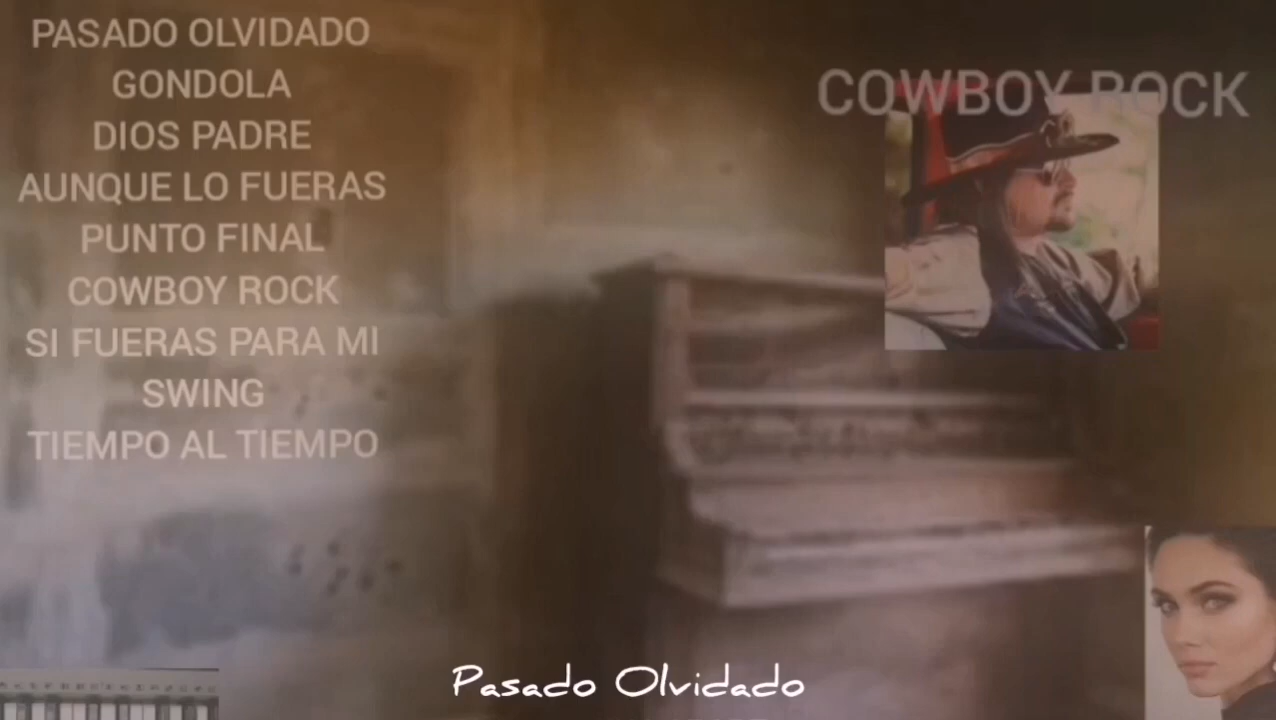 PASADO OLVIDADO
GONDOLA
DIOS PADRE
AUNQUE LO FUERAS
PUNTO FINAL
COWBOY ROCK
SI FUERAS PARA MI
SWING
TIEMPO AL TIEMPO
COWBOY ROCK
Pasado Olvidado